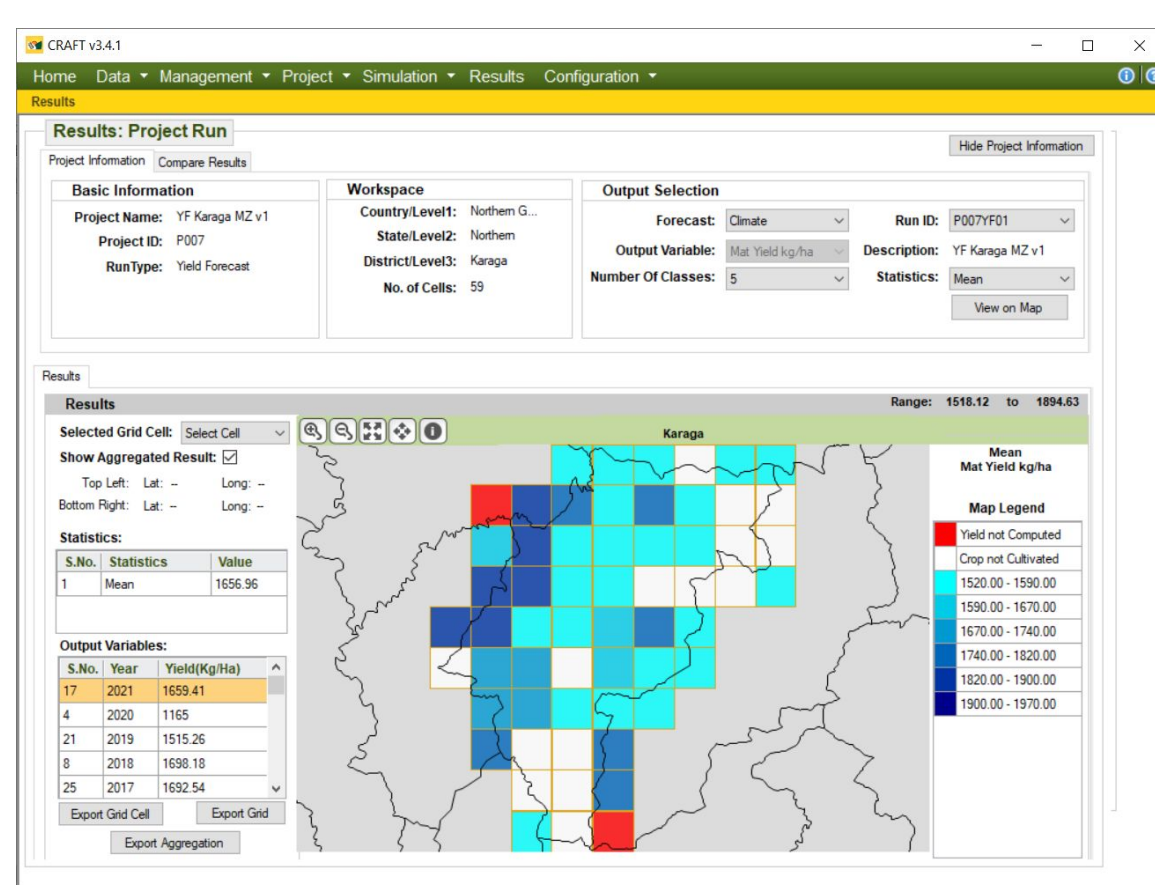 CRAFT v3.4.1
Home Data Management Project Simulation Results Configuration
Results
Results: Project Run
Hide Project Information
Project Information Compare Results
Basic Information
Project Name: YF Karaga MZ v1
Project ID: P007
RunType: Yield Forecast
Workspace
Country/Level1: Northern G...
State/Level2: Northern
District/Level3: Karaga
No. of Cells: 59
Output Selection
Forecast: Climate Run ID: P007YF01
Output Variable: Mat Yield kg/ha Description: YF Karaga MZ v1
Number Of Classes: 5 Statistics: Mean
View on Map
Results
Results Range: 1518.12 to 1894.63
Selected Grid Cell: Select Cell
Show Aggregated Result:
Top Left: Lat: -- Long: --
Bottom Right: Lat: -- Long: --
Statistics:
S.No. Statistics Value
1 Mean 1656.96
Output Variables:
S.No. Year Yield(Kg/Ha)
17 2021 1659.41
4 2020 1165
21 2019 1515.26
8 2018 1698.18
25 2017 1692.54
Export Grid Cell Export Grid
Export Aggregation
Karaga
Mean
Mat Yield kg/ha
Map Legend
Yield not Computed
Crop not Cultivated
1520.00 - 1590.00
1590.00 - 1670.00
1670.00 - 1740.00
1740.00 - 1820.00
1820.00 - 1900.00
1900.00 - 1970.00